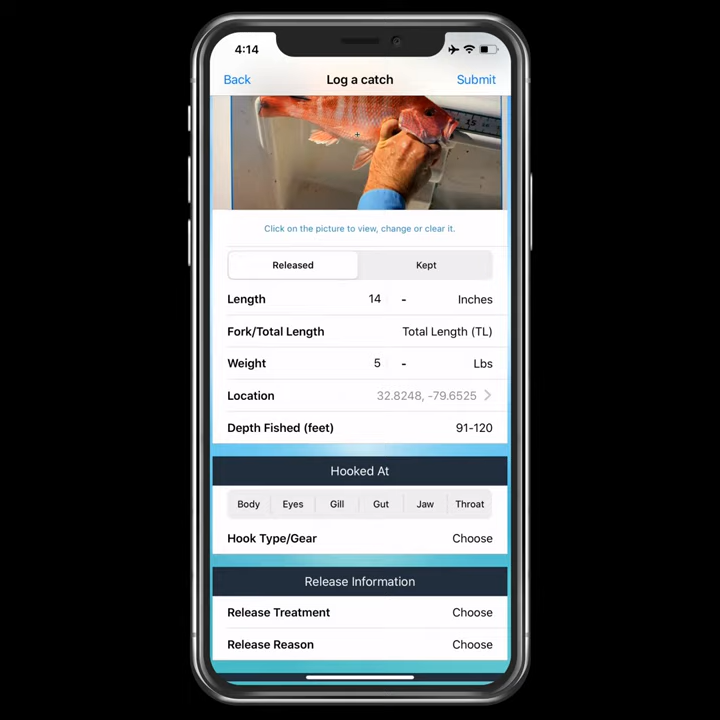 4:14
Back Log a catch Submit
15
Click on the picture to view, change or clear it.
Released Kept
Length 14 - Inches
Fork/Total Length Total Length (TL)
Weight 5 - Lbs
Location 32.8248, -79.6525
Depth Fished (feet) 91-120
Hooked At
Body Eyes Gill Gut Jaw Throat
Hook Type/Gear Choose
Release Information
Release Treatment Choose
Release Reason Choose